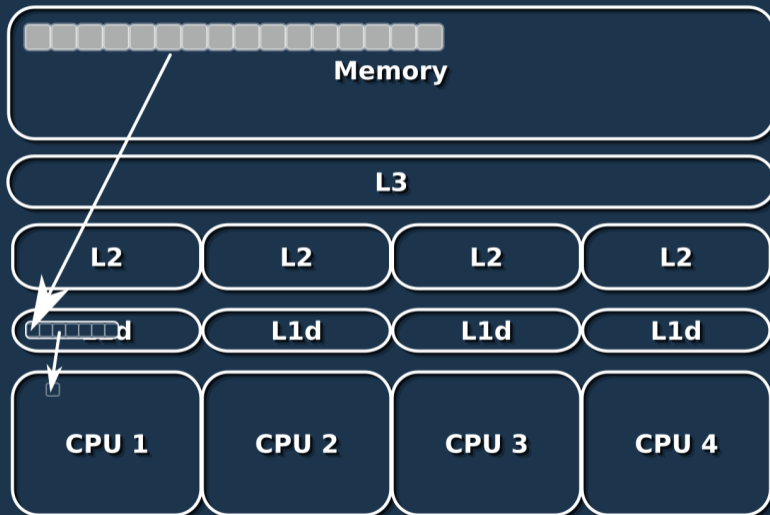 Memory
L3
L2 L2 L2 L2
d L1d L1d L1d
CPU 1 CPU 2 CPU 3 CPU 4